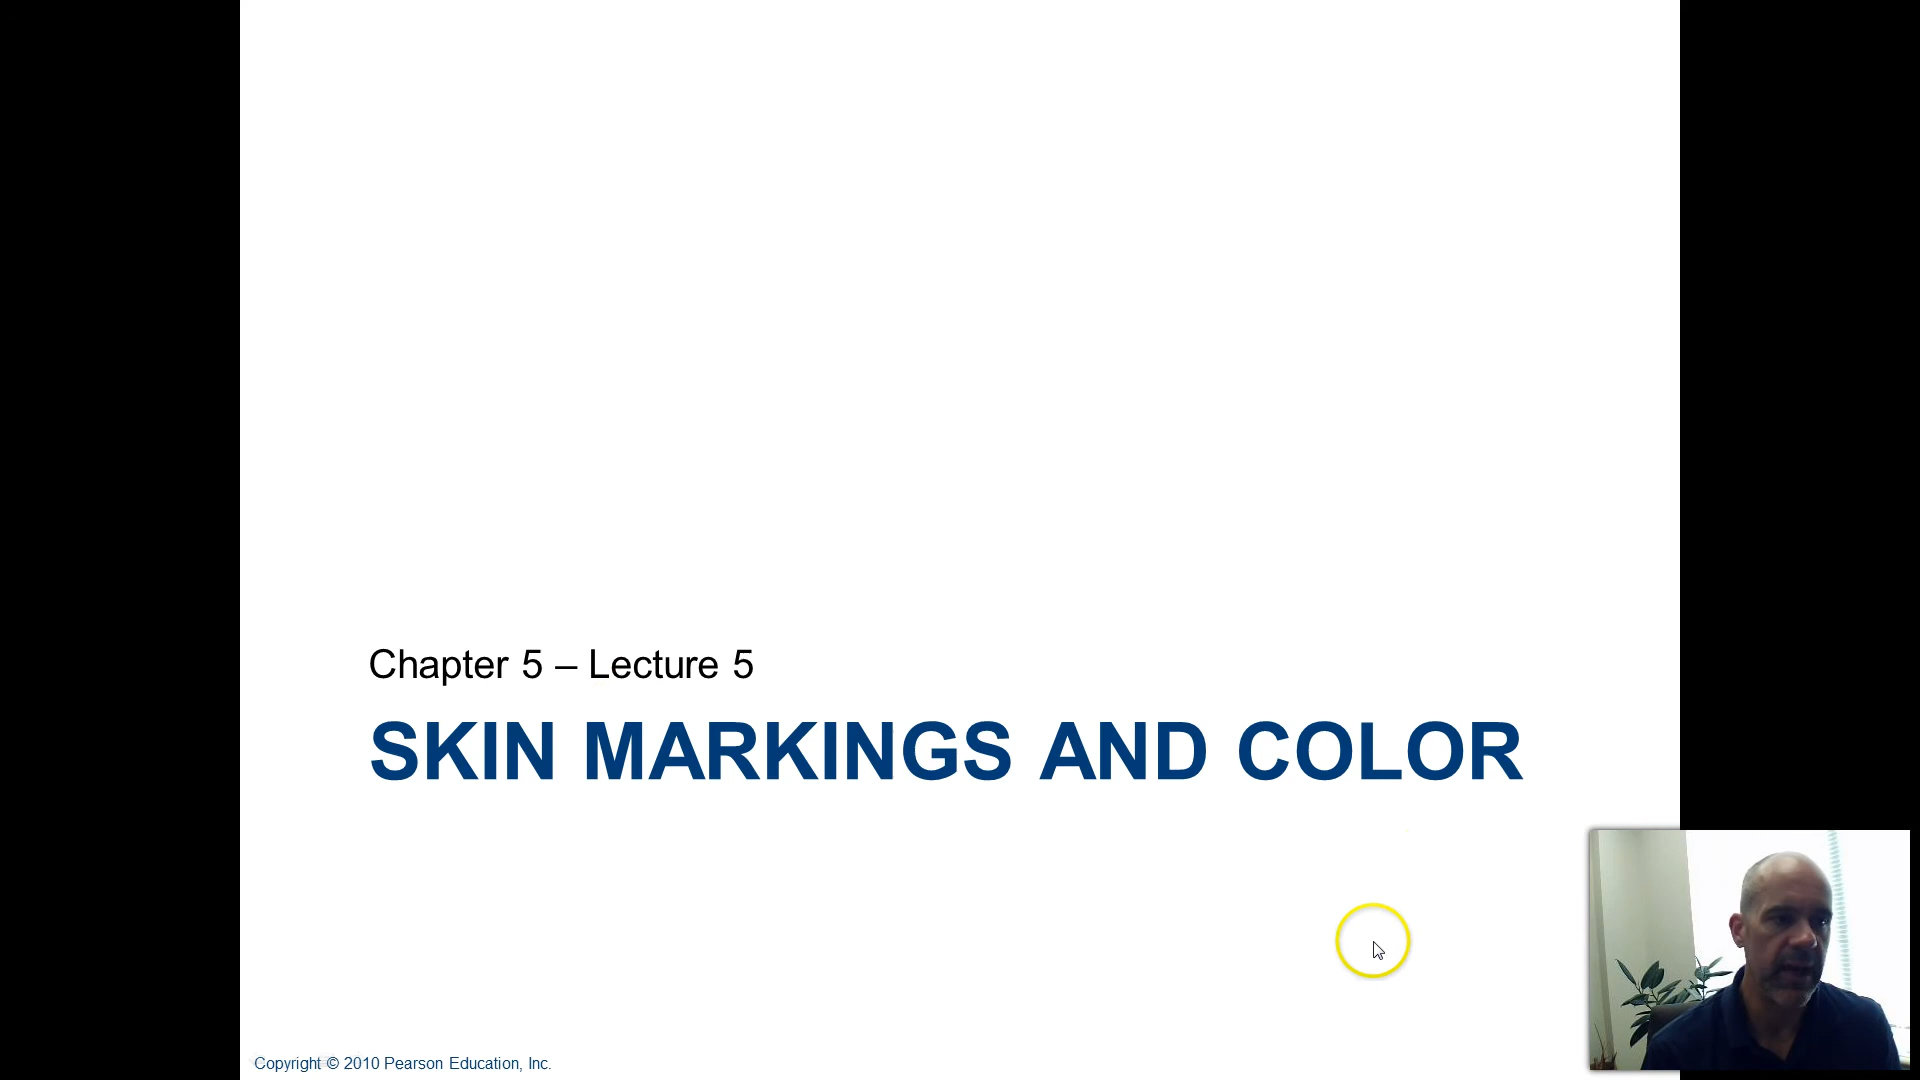 Chapter 5 – Lecture 5
SKIN MARKINGS AND COLOR
Copyright © 2010 Pearson Education, Inc.